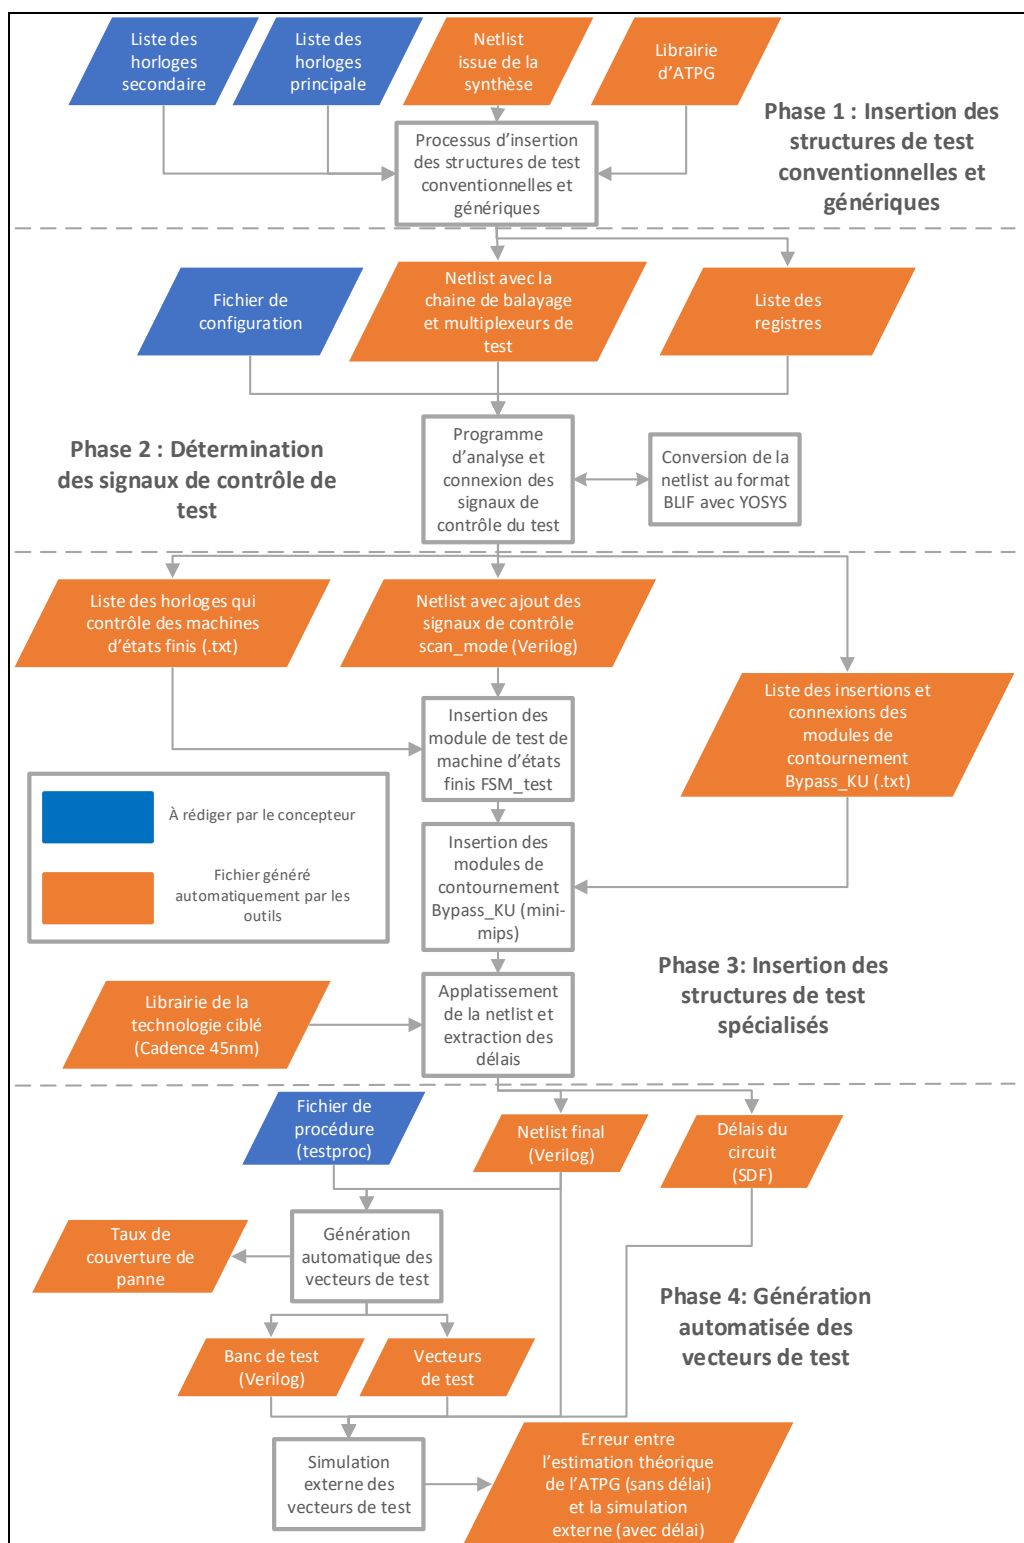 Liste des
horloges
secondaire
Liste des
horloges
principale
Netlist
issue de la
synthèse
Librairie
d'ATPG
Phase 1 : Insertion des
structures de test
conventionnelles et
génériques
Processus d'insertion
des structures de test
conventionnelles et
génériques
Fichier de
configuration
Netlist avec la
chaine de balayage
et multiplexeurs de
test
Liste des
registres
Phase 2 : Détermination
des signaux de contrôle de
test
Programme
d'analyse et
connexion des
signaux de
contrôle du test
Conversion de la
netlist au format
BLIF avec YOSYS
Liste des horloges qui
contrôle des machines
d'états finis (.txt)
Netlist avec ajout des
signaux de contrôle
scan_mode (Verilog)
Liste des insertions et
connexions des
modules de
contournement
Bypass_KU (.txt)
Insertion des
module de test de
machine d'états
finis FSM_test
À rédiger par le concepteur
Fichier généré
automatiquement par les
outils
Insertion des
modules de
contournement
Bypass_KU (mini-
mips)
Phase 3: Insertion des
structures de test
spécialisés
Librairie de la
technologie ciblé
(Cadence 45nm)
Applatissement
de la netlist et
extraction des
délais
Fichier de
procédure
(testproc)
Netlist final
(Verilog)
Délais du
circuit
(SDF)
Taux de
couverture de
panne
Génération
automatique des
vecteurs de test
Phase 4: Génération
automatisée des
vecteurs de test
Banc de test
(Verilog)
Vecteurs
de test
Simulation
externe des
vecteurs de test
Erreur entre
l'estimation théorique
de l'ATPG (sans délai)
et la simulation
externe (avec délai)